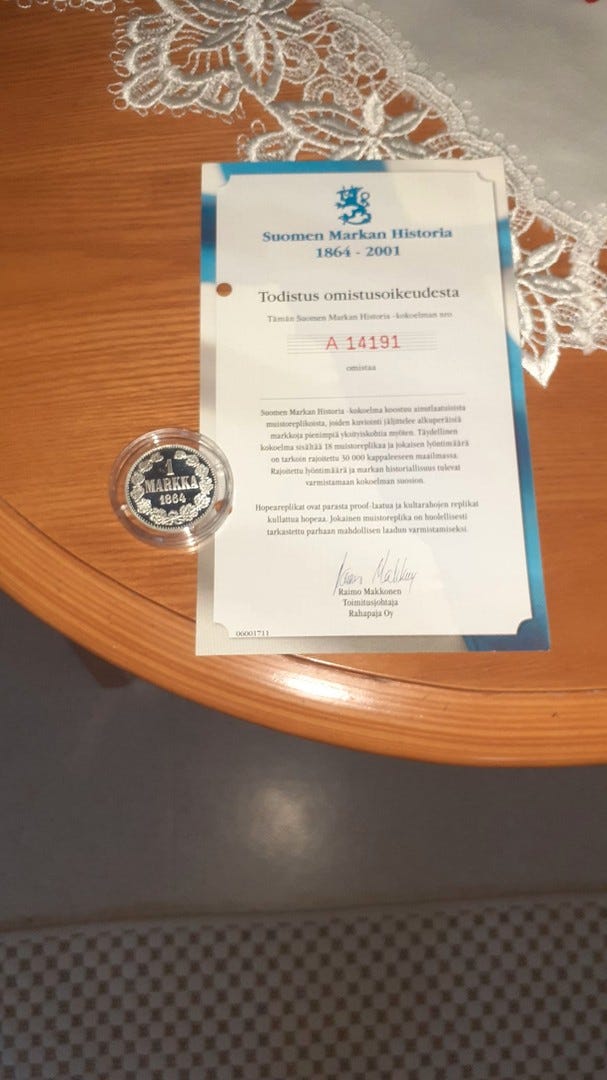 Suomen Markan Historia
1864 - 2001
Todistus omistusoikeudesta
Tämän Suomen Markan Historia -kokoelman nro
A 14191
omistaa
Suomen Markan Historia -kokoelma koostuu ainutlaatuisista
muistoreplikoista, joiden kuviointi jäljittelee alkuperäisiä
markkoja pienimpiä yksityiskohtia myöten. Täydellinen
kokoelma sisältää 18 muistoreplikaa ja jokaisen lyöntimäärä
on tarkoin rajoitettu 30 000 kappaleeseen maailmassa.
Rajoitettu lyöntimäärä ja markan historiallisuus tulevat
varmistamaan kokoelman suosion.
Hopeareplikat ovat parasta proof-laatua ja kultarahojen replikat
kullattua hopeaa. Jokainen muistoreplika on huolellisesti
tarkastettu parhaan mahdollisen laadun varmistamiseksi.
Raimo Makkonen
Toimitusjohtaja
Rahapaja Oy
06001711
1
MARKKA
1864